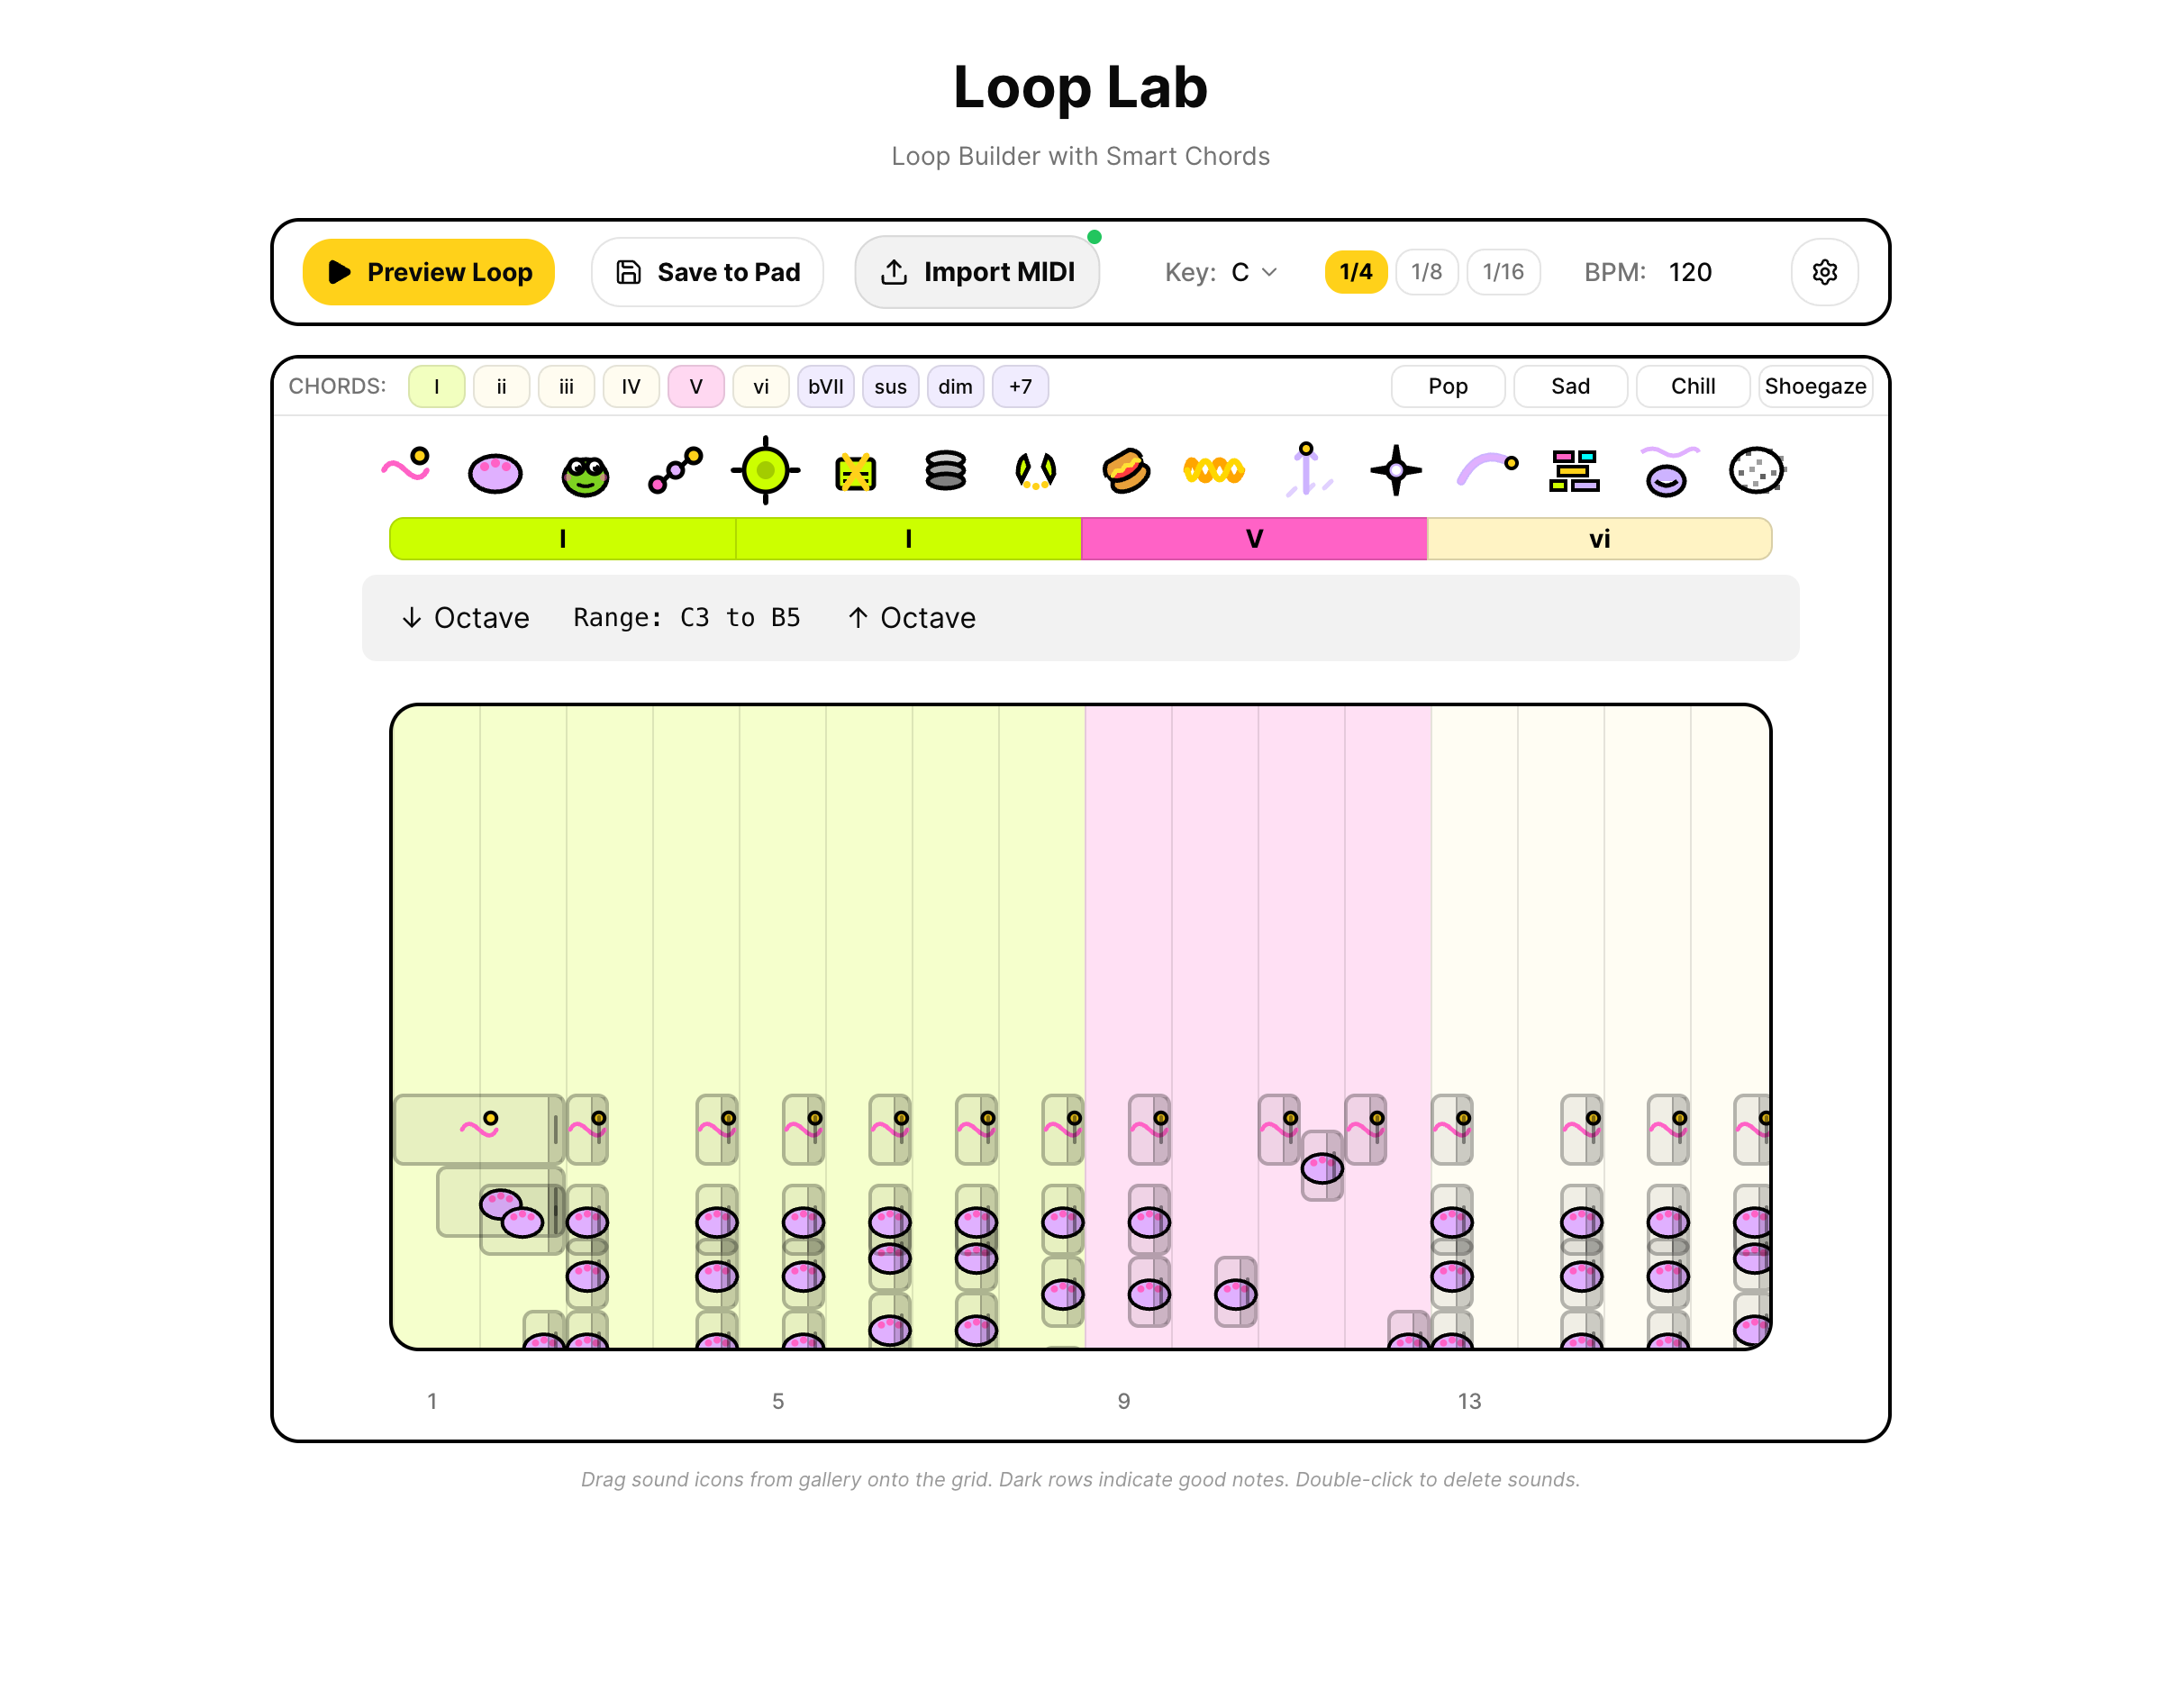 Loop Lab
Loop Builder with Smart Chords
Preview Loop Save to Pad Import MIDI Key: C 1/4 1/8 1/16 BPM: 120
CHORDS: I ii iii IV V vi bVII sus dim +7 Pop Sad Chill Shoegaze
I I V vi
↓ Octave Range: C3 to B5 ↑ Octave
1 5 9 13
Drag sound icons from gallery onto the grid. Dark rows indicate good notes. Double-click to delete sounds.